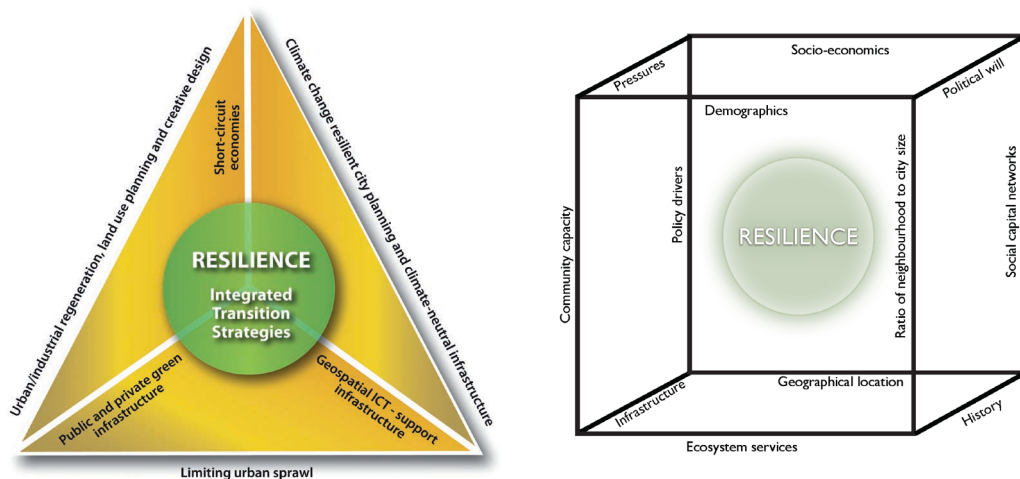 Urban/industrial regeneration, land use planning and creative design
Climate change resilient city planning and climate-neutral infrastructure
Short-circuit
economies
RESILIENCE
Integrated
Transition
Strategies
Public and private green
infrastructure
Geospatial ICT - support
infrastructure
Limiting urban sprawl
Socio-economics
Pressures
Political will
Demographics
Community capacity
Policy drivers
RESILIENCE
Ratio of neighbourhood to city size
Social capital networks
Geographical location
Infrastructure
History
Ecosystem services